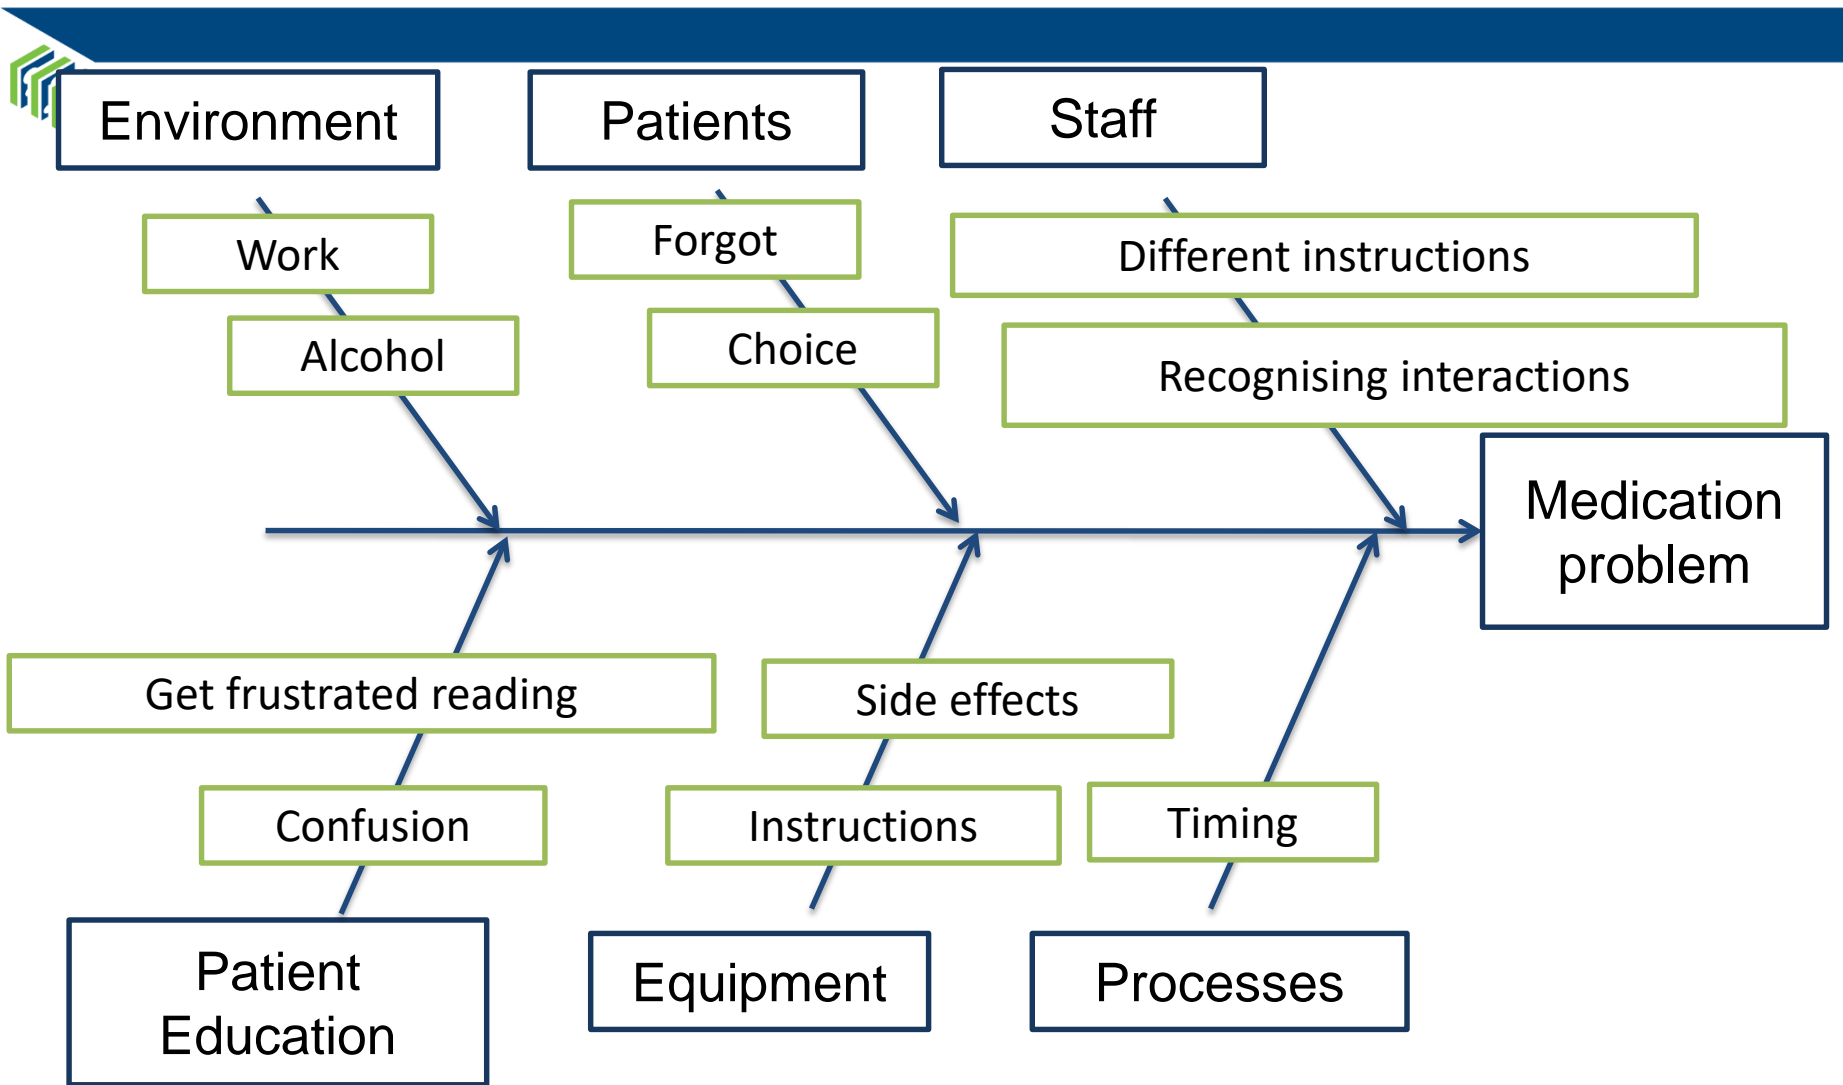 Environment
Patients
Staff
Work
Forgot
Different instructions
Alcohol
Choice
Recognising interactions
Medication
problem
Get frustrated reading
Side effects
Confusion
Instructions
Timing
Patient
Education
Equipment
Processes